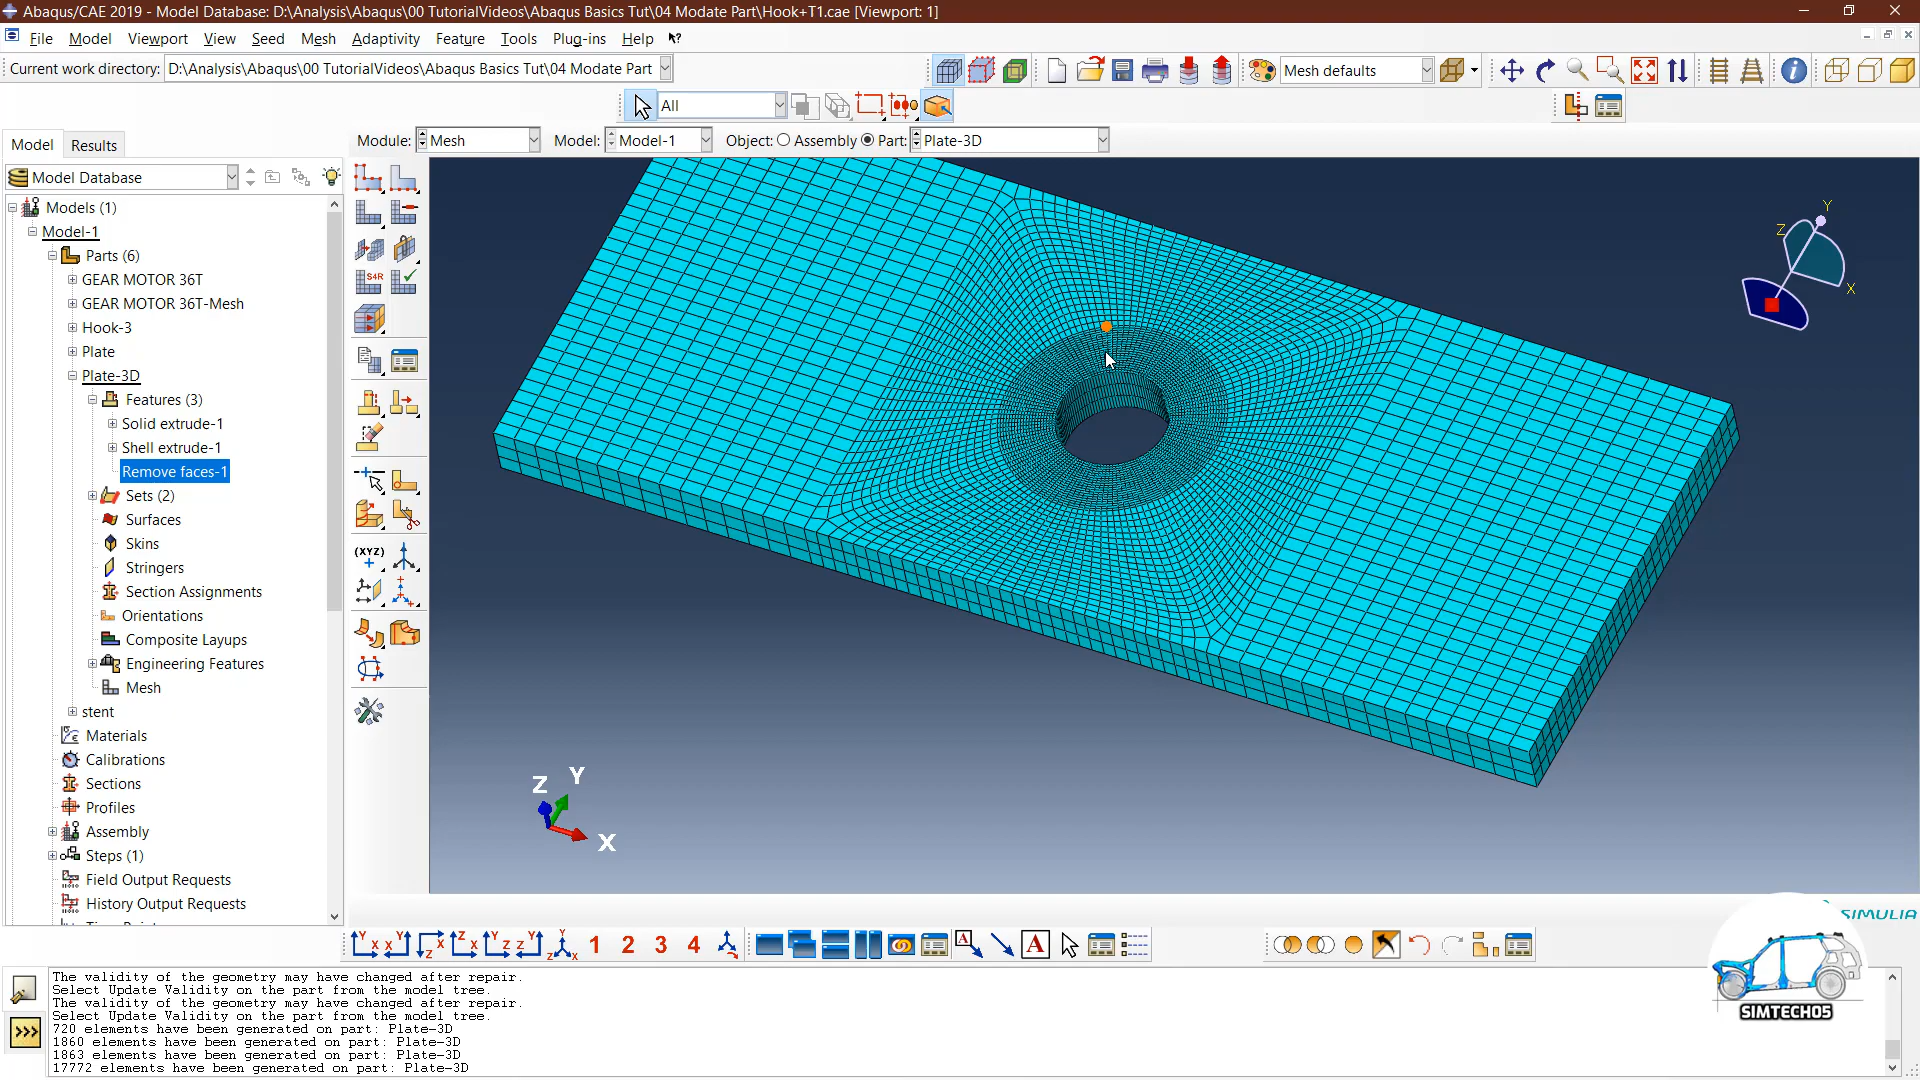 Abaqus/CAE 2019 - Model Database: D:\Analysis\Abaqus\00 TutorialVideos\Abaqus Basics Tut\04 Modate Part\Hook+T1.cae [Viewport: 1]
File Model Viewport View Seed Mesh Adaptivity Feature Tools Plug-ins Help
Current work directory: D:\Analysis\Abaqus\00 TutorialVideos\Abaqus Basics Tut\04 Modate Part
Mesh defaults
All
Model Results
Module: Mesh Model: Model-1 Object: Assembly Part: Plate-3D
Model Database
Models (1)
Model-1
Parts (6)
GEAR MOTOR 36T
GEAR MOTOR 36T-Mesh
Hook-3
Plate
Plate-3D
Features (3)
Solid extrude-1
Shell extrude-1
Remove faces-1
Sets (2)
Surfaces
Skins
Stringers
Section Assignments
Orientations
Composite Layups
Engineering Features
Mesh
stent
Materials
Calibrations
Sections
Profiles
Assembly
Steps (1)
Field Output Requests
History Output Requests
S4R
(XYZ)
Y
Z
X
Z Y
X
SIMULIA
1 2 3 4
A
A
SIMTECH05
The validity of the geometry may have changed after repair.
Select Update Validity on the part from the model tree.
The validity of the geometry may have changed after repair.
Select Update Validity on the part from the model tree.
720 elements have been generated on part: Plate-3D
1860 elements have been generated on part: Plate-3D
1863 elements have been generated on part: Plate-3D
17772 elements have been generated on part: Plate-3D
>>>